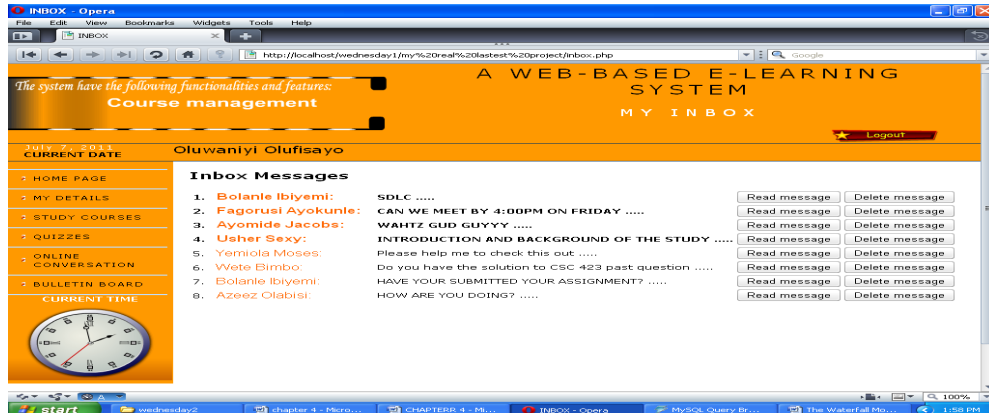 INBOX - Opera
File Edit View Bookmarks Widgets Tools Help
INBOX
http://localhost/wednesday1/my%20real%20lastest%20project/inbox.php
Google
The system have the following functionalities and features:
Course management
A WEB-BASED E-LEARNING SYSTEM
MY INBOX
Logout
July 7, 2011
CURRENT DATE
Oluwaniyi Olufisayo
HOME PAGE
MY DETAILS
STUDY COURSES
QUIZZES
ONLINE CONVERSATION
BULLETIN BOARD
CURRENT TIME
Inbox Messages
1. Bolanle Ibiyemi: SDLC ..... Read message Delete message
2. Fagorusi Ayokunle: CAN WE MEET BY 4:00PM ON FRIDAY ..... Read message Delete message
3. Ayomide Jacobs: WAHTZ GUD GUYYY ..... Read message Delete message
4. Usher Sexy: INTRODUCTION AND BACKGROUND OF THE STUDY ..... Read message Delete message
5. Yemiola Moses: Please help me to check this out ..... Read message Delete message
6. Wete Bimbo: Do you have the solution to CSC 423 past question ..... Read message Delete message
7. Bolanle Ibiyemi: HAVE YOUR SUBMITTED YOUR ASSIGNMENT? ..... Read message Delete message
8. Azeez Olabisi: HOW ARE YOU DOING? ..... Read message Delete message
100%
start wednesday2 chapter 4 - Micro... CHAPTERR 4 - Mi... INBOX - Opera MySQL Query Br... The Waterfall Mo... 1:58 PM